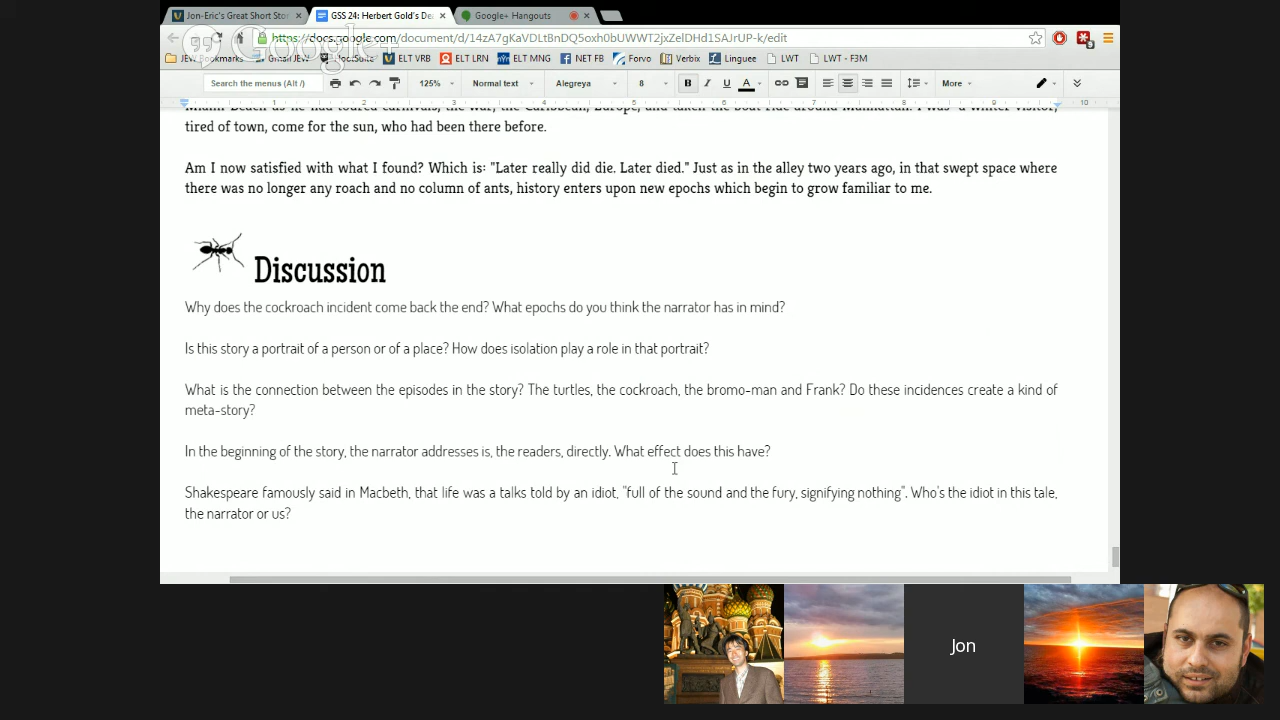 Jon-Eric's Great Short Sto
GSS 24: Herbert Gold's De
Google+ Hangouts
Google+
https://docs.google.com/document/d/14zA7gKaVDLtBnDQ5oxh0bUWWT2jxZelDHd1SAJrUP-k/edit
JEW Bookmarks Gmail JEW DocSuite ELT VRB ELT LRN ELT MNG NET FB Forvo Verbix Linguee LWT LWT - F3M
Search the menus (Alt /) 125% Normal text Alegreya 8 B I U A More
tired of town, come for the sun, who had been there before.
Am I now satisfied with what I found? Which is: "Later really did die. Later died." Just as in the alley two years ago, in that swept space where
there was no longer any roach and no column of ants, history enters upon new epochs which begin to grow familiar to me.
Discussion
Why does the cockroach incident come back the end? What epochs do you think the narrator has in mind?
Is this story a portrait of a person or of a place? How does isolation play a role in that portrait?
What is the connection between the episodes in the story? The turtles, the cockroach, the bromo-man and Frank? Do these incidences create a kind of
meta-story?
In the beginning of the story, the narrator addresses is, the readers, directly. What effect does this have?
Shakespeare famously said in Macbeth, that life was a talks told by an idiot, "full of the sound and the fury, signifying nothing". Who's the idiot in this tale,
the narrator or us?
Jon